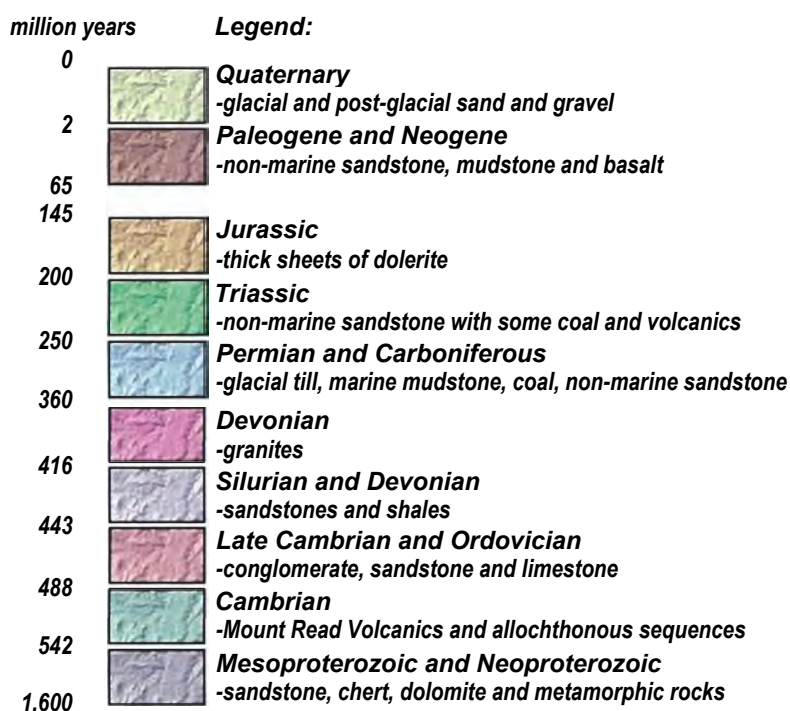 million years Legend:
0
Quaternary
-glacial and post-glacial sand and gravel
2
Paleogene and Neogene
-non-marine sandstone, mudstone and basalt
65
145
Jurassic
-thick sheets of dolerite
200
Triassic
-non-marine sandstone with some coal and volcanics
250
Permian and Carboniferous
-glacial till, marine mudstone, coal, non-marine sandstone
360
Devonian
-granites
416
Silurian and Devonian
-sandstones and shales
443
Late Cambrian and Ordovician
-conglomerate, sandstone and limestone
488
Cambrian
-Mount Read Volcanics and allochthonous sequences
542
Mesoproterozoic and Neoproterozoic
-sandstone, chert, dolomite and metamorphic rocks
1,600